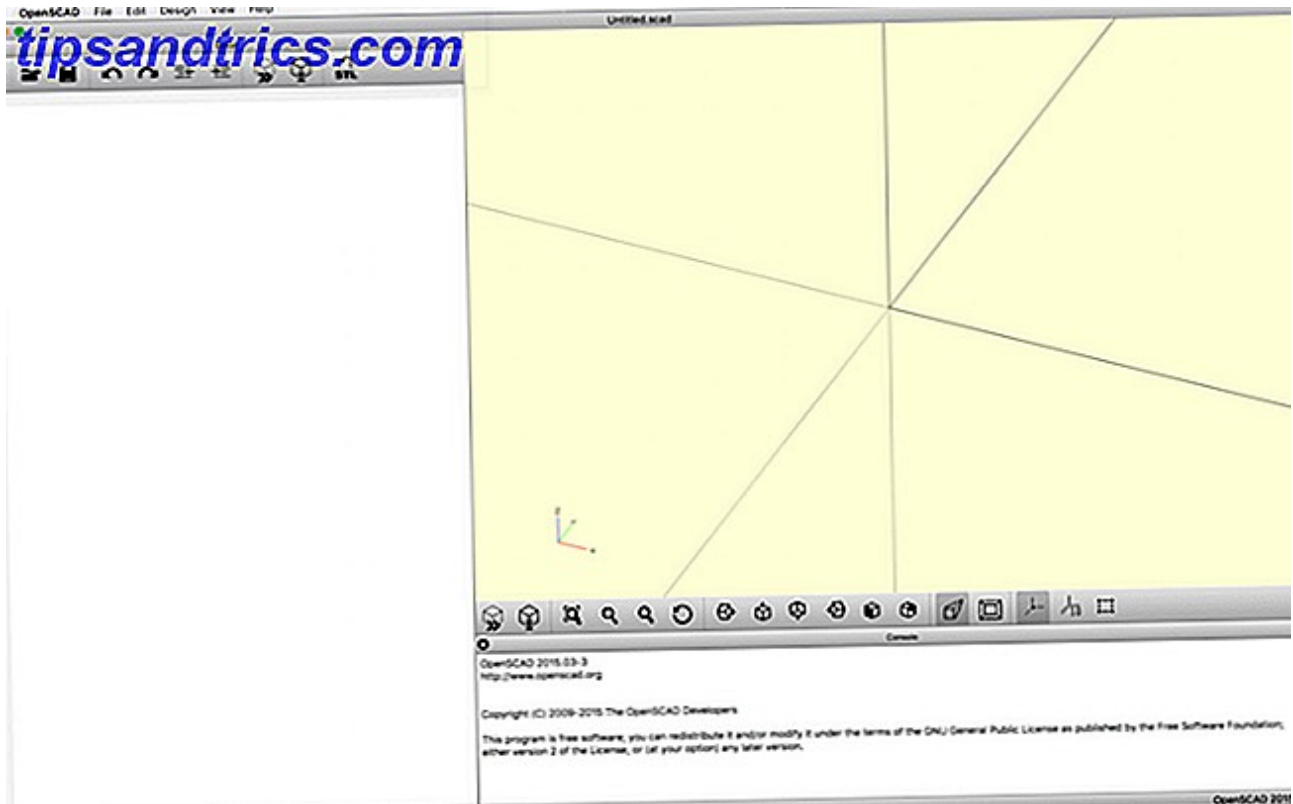 OpenSCAD File Edit Design View Help
Untitled.scad
tipsandtrics.com
STL
Z
Y
X
Console
OpenSCAD 2015.03-3
http://www.openscad.org
Copyright (C) 2009-2015 The OpenSCAD Developers
This program is free software; you can redistribute it and/or modify it under the terms of the GNU General Public License as published by the Free Software Foundation;
either version 2 of the License, or (at your option) any later version.
OpenSCAD 2015